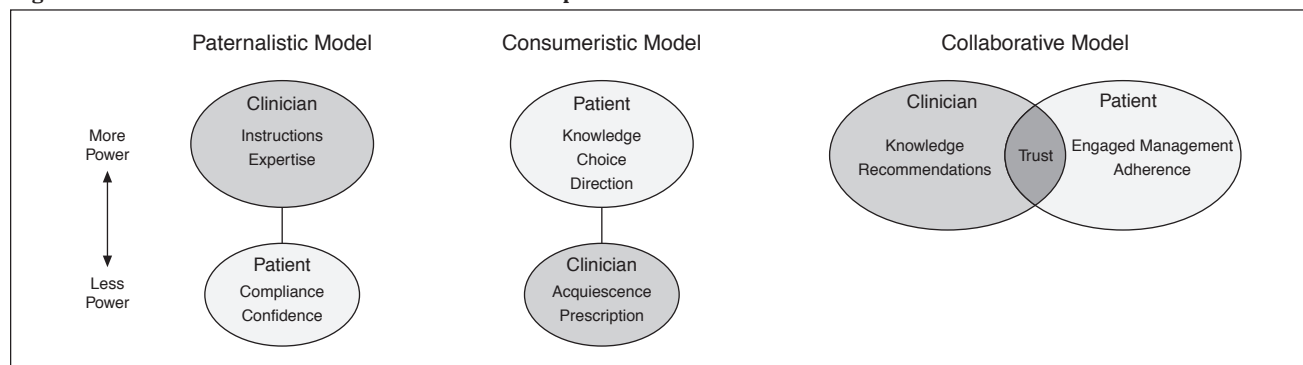 Paternalistic Model
Clinician
Instructions
Expertise
Patient
Compliance
Confidence
More
Power
Less
Power
Consumeristic Model
Patient
Knowledge
Choice
Direction
Clinician
Acquiescence
Prescription
Collaborative Model
Clinician
Knowledge
Recommendations
Trust
Patient
Engaged Management
Adherence